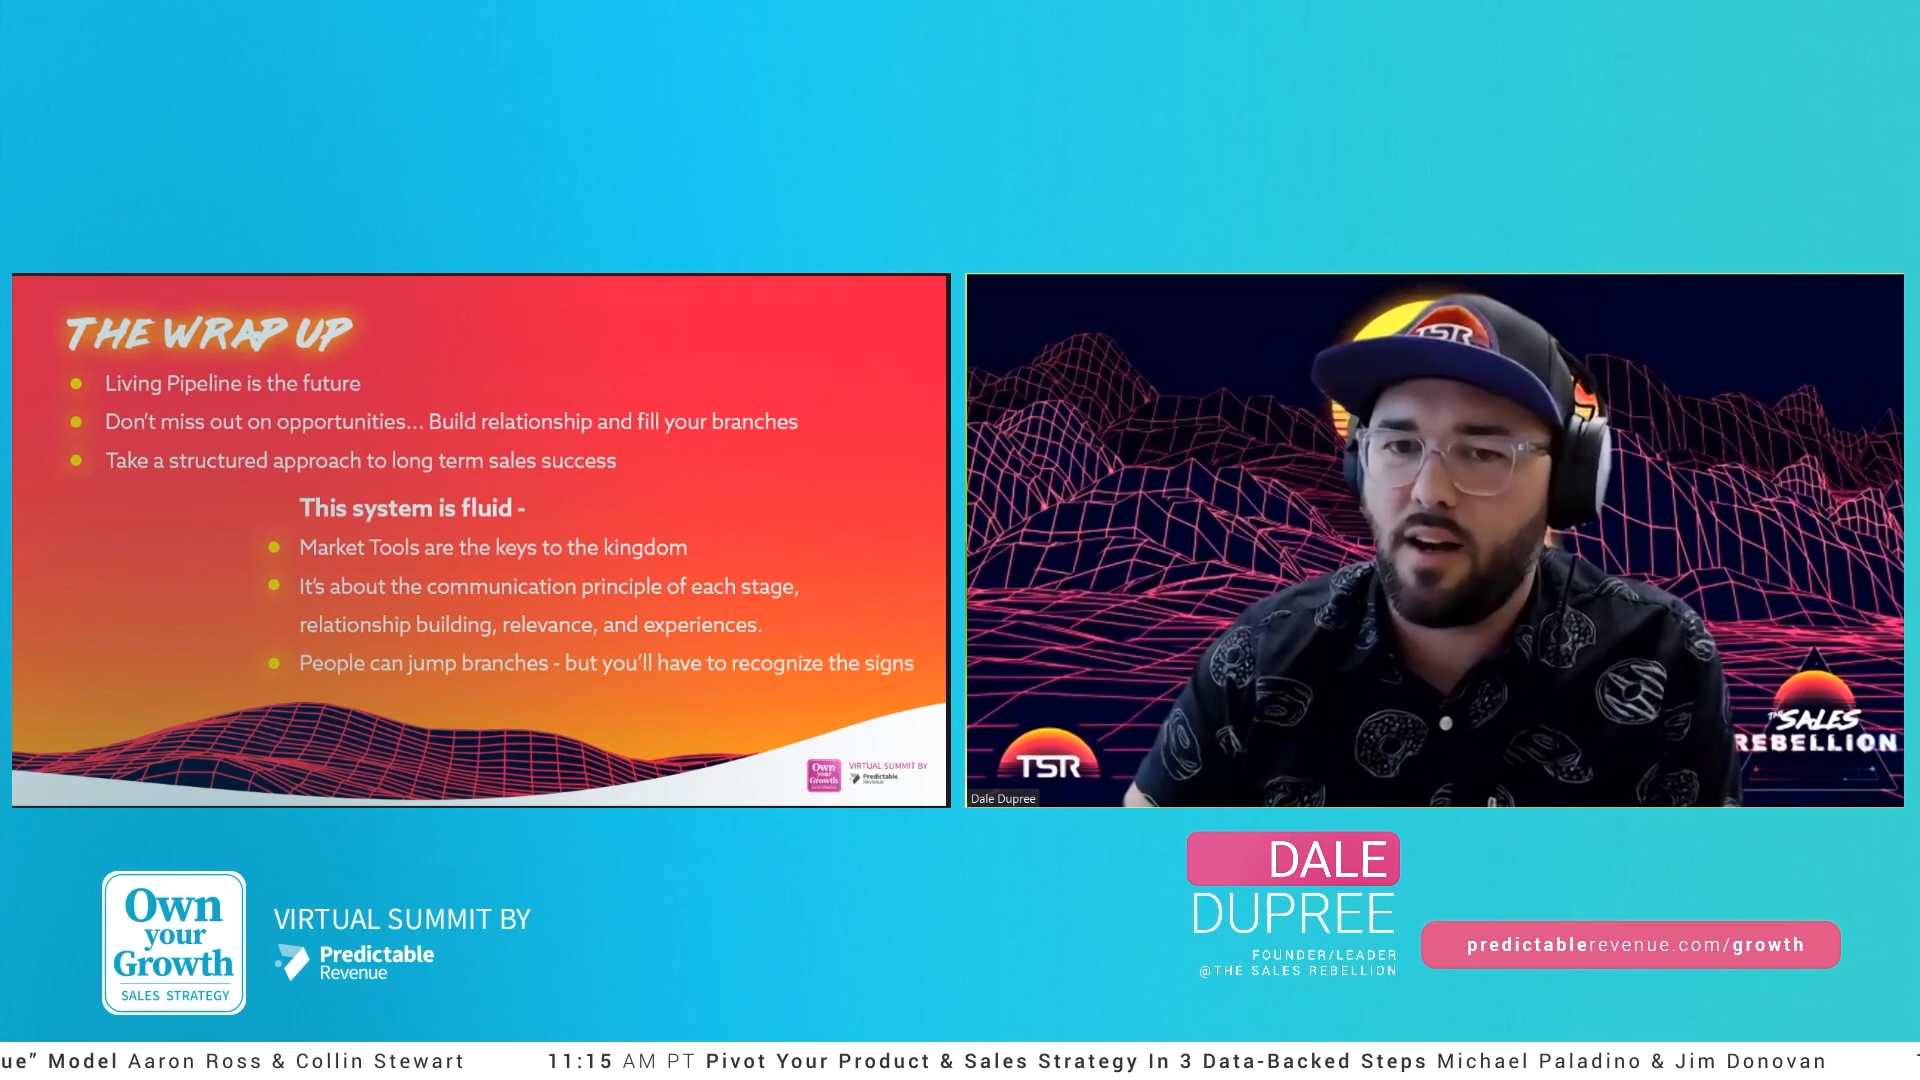 THE WRAP UP
Living Pipeline is the future
Don't miss out on opportunities... Build relationship and fill your branches
Take a structured approach to long term sales success
This system is fluid -
Market Tools are the keys to the kingdom
It's about the communication principle of each stage,
relationship building, relevance, and experiences.
People can jump branches - but you'll have to recognize the signs
Own
your
Growth
VIRTUAL SUMMIT BY
Predictable
Revenue
TSR
TSR
THE SALES
REBELLION
Dale Dupree
Own
your
Growth
SALES STRATEGY
VIRTUAL SUMMIT BY
Predictable
Revenue
DALE
DUPREE
FOUNDER/LEADER
@THE SALES REBELLION
predictablerevenue.com/growth
ue" Model Aaron Ross & Collin Stewart 11:15 AM PT Pivot Your Product & Sales Strategy In 3 Data-Backed Steps Michael Paladino & Jim Donovan